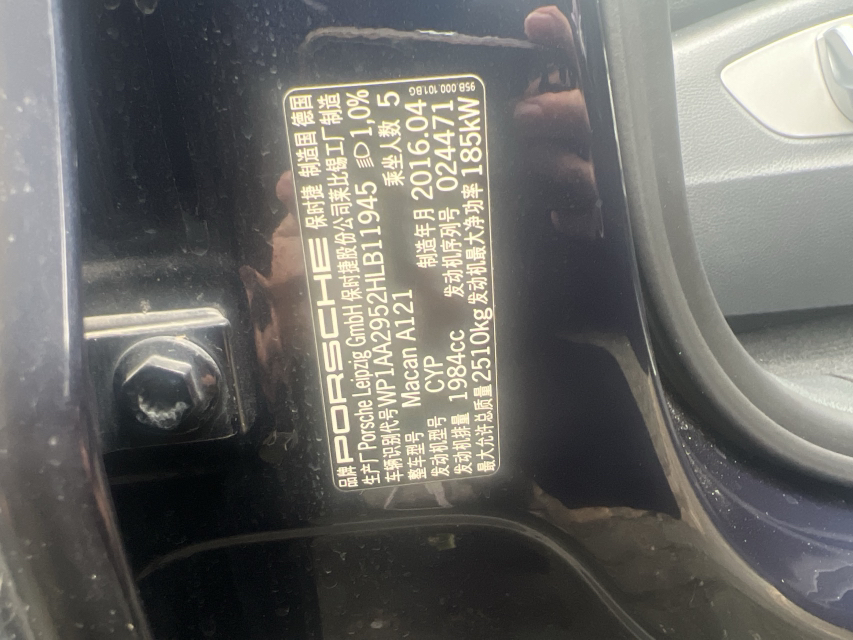 95B.000.101.BG
品牌 PORSCHE 保时捷 制造国 德国
生产厂 Porsche Leipzig GmbH 保时捷股份公司莱比锡工厂制造
车辆识别代号 WP1AA2952HLB11945 1,0%
整车型号 Macan A121 乘坐人数 5
发动机型号 CYP 制造年月 2016.04
发动机排量 1984cc 发动机序列号 024471
最大允许总质量 2510kg 发动机最大净功率 185kW